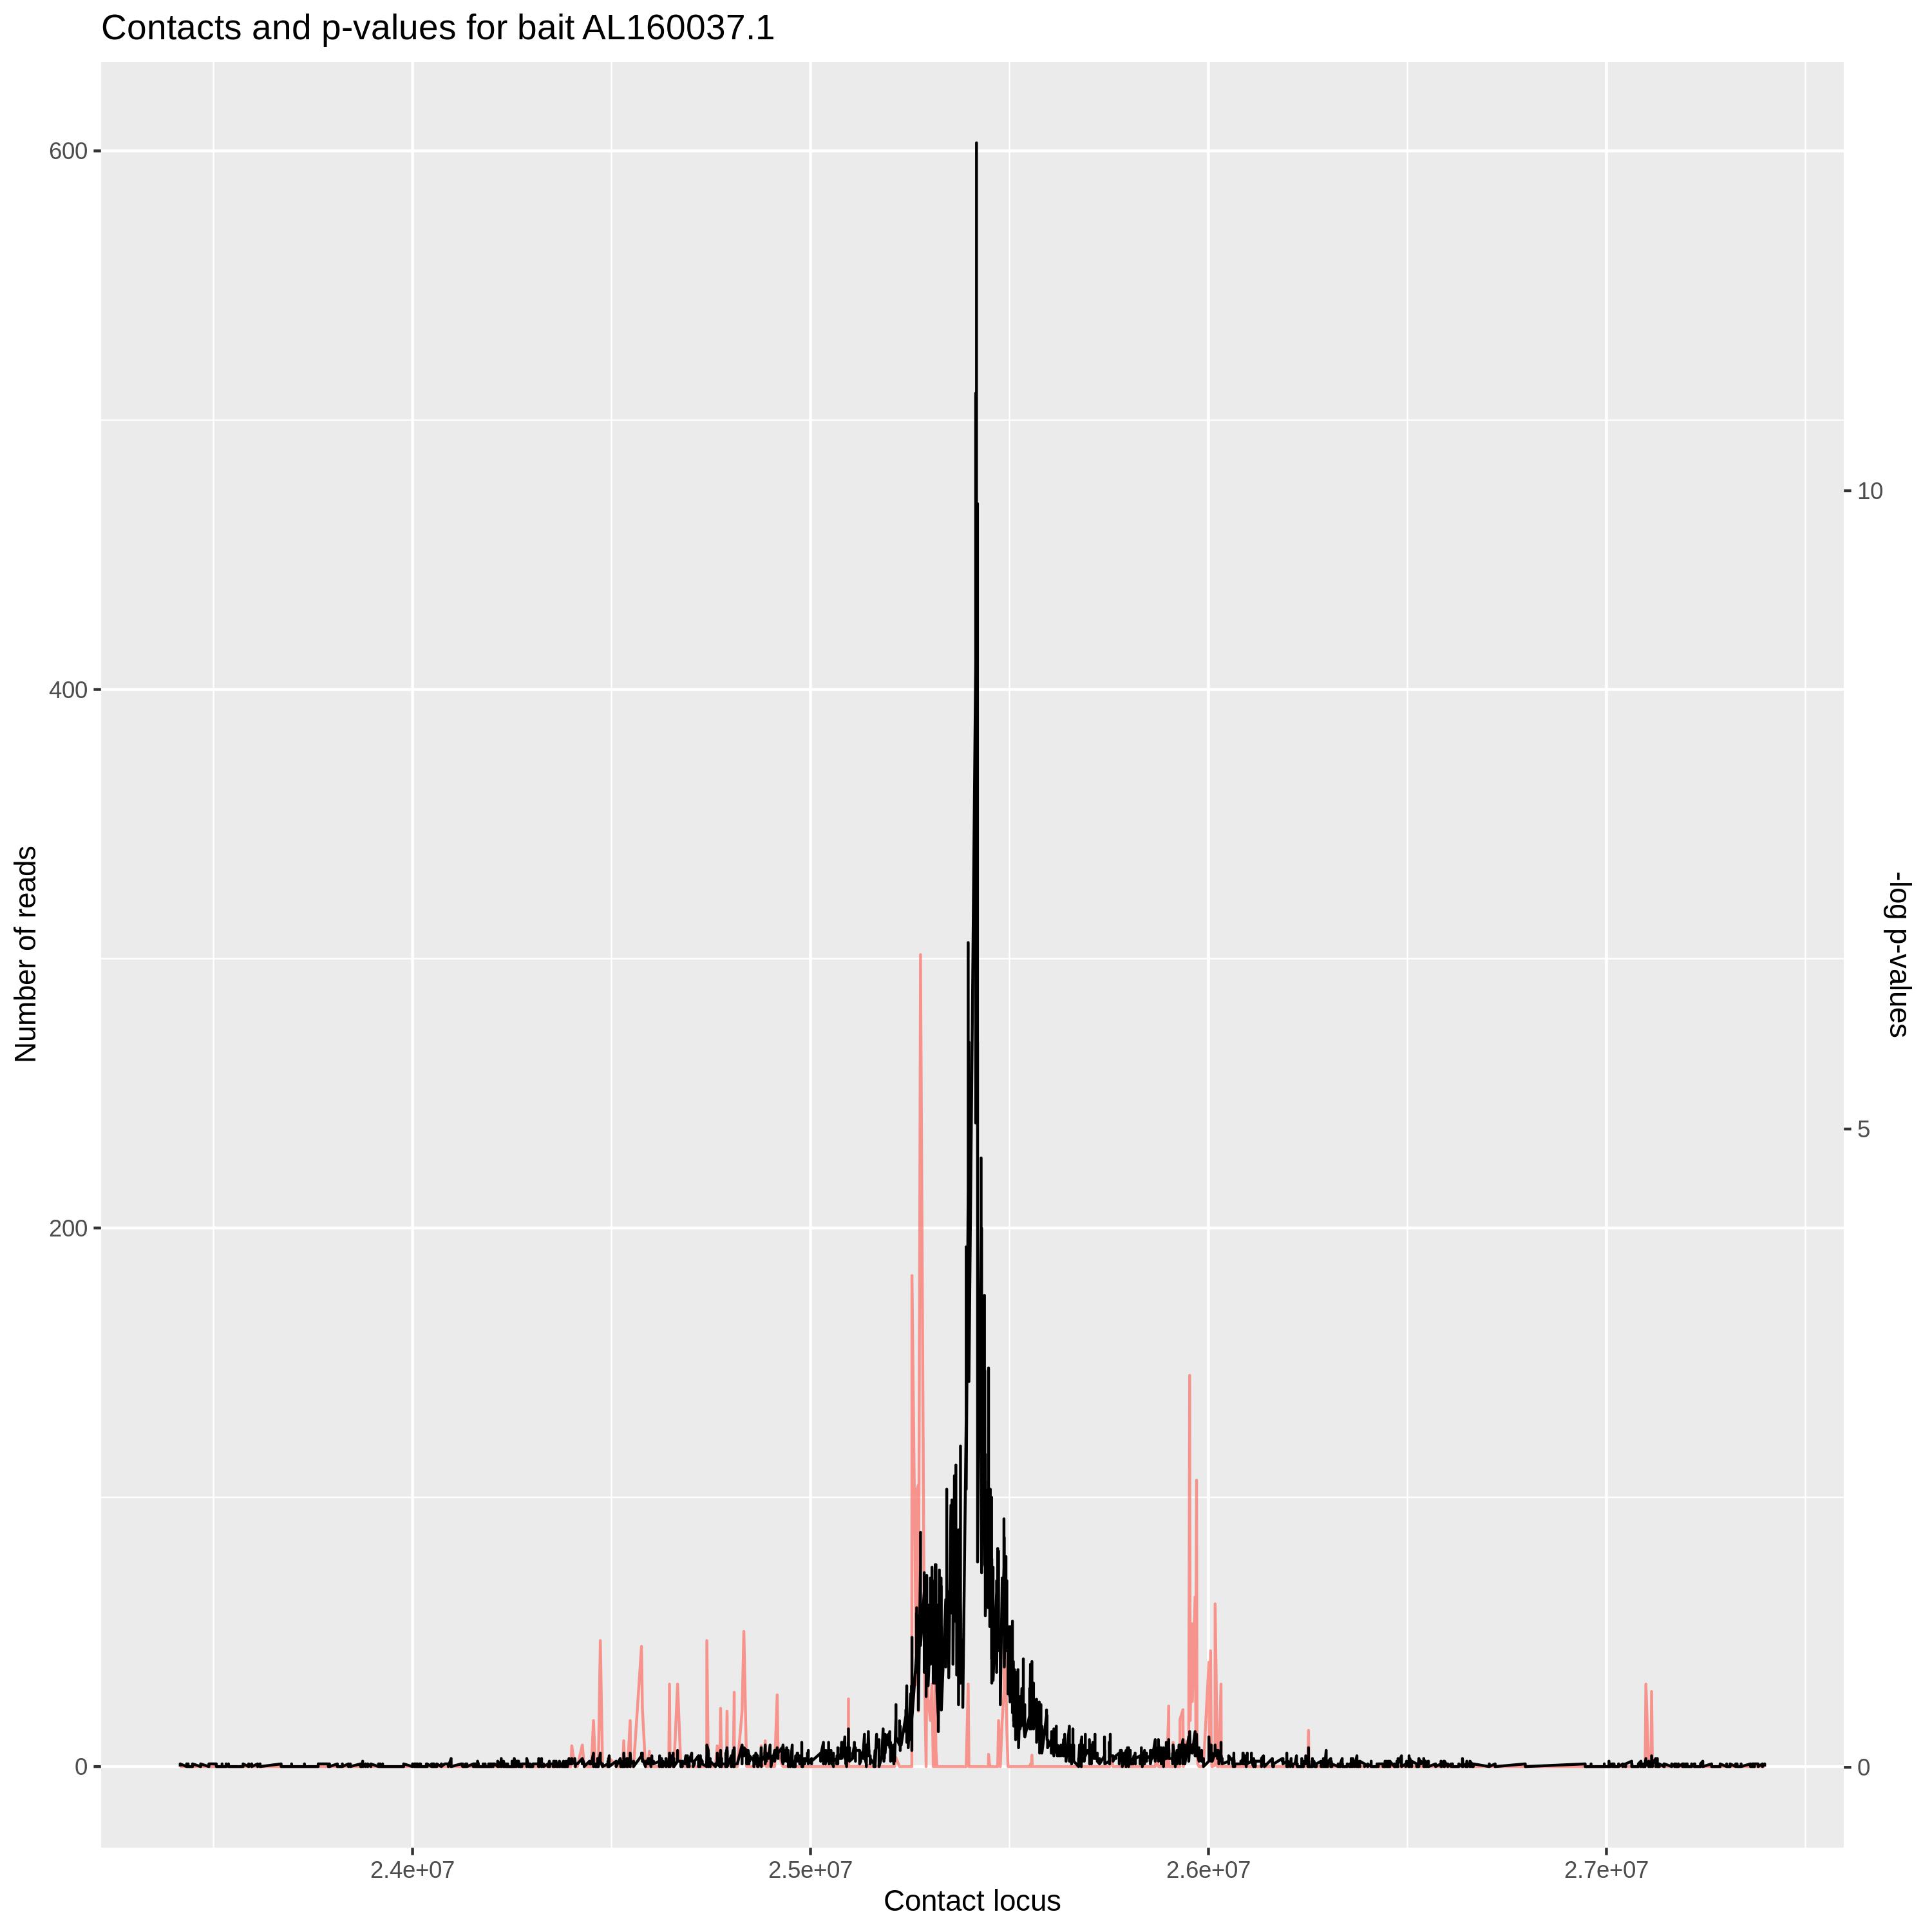 Contacts and p-values for bait AL160037.1
600
400
200
0
Number of reads
10
5
0
-log p-values
2.4e+07
2.5e+07
2.6e+07
2.7e+07
Contact locus